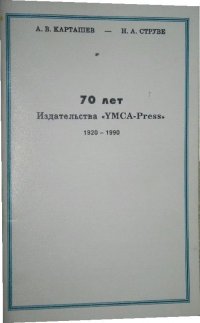 А. В. КАРТАШЕВ — Н. А. СТРУВЕ
70 лет
Издательства «YMCA-Press»
1920 – 1990